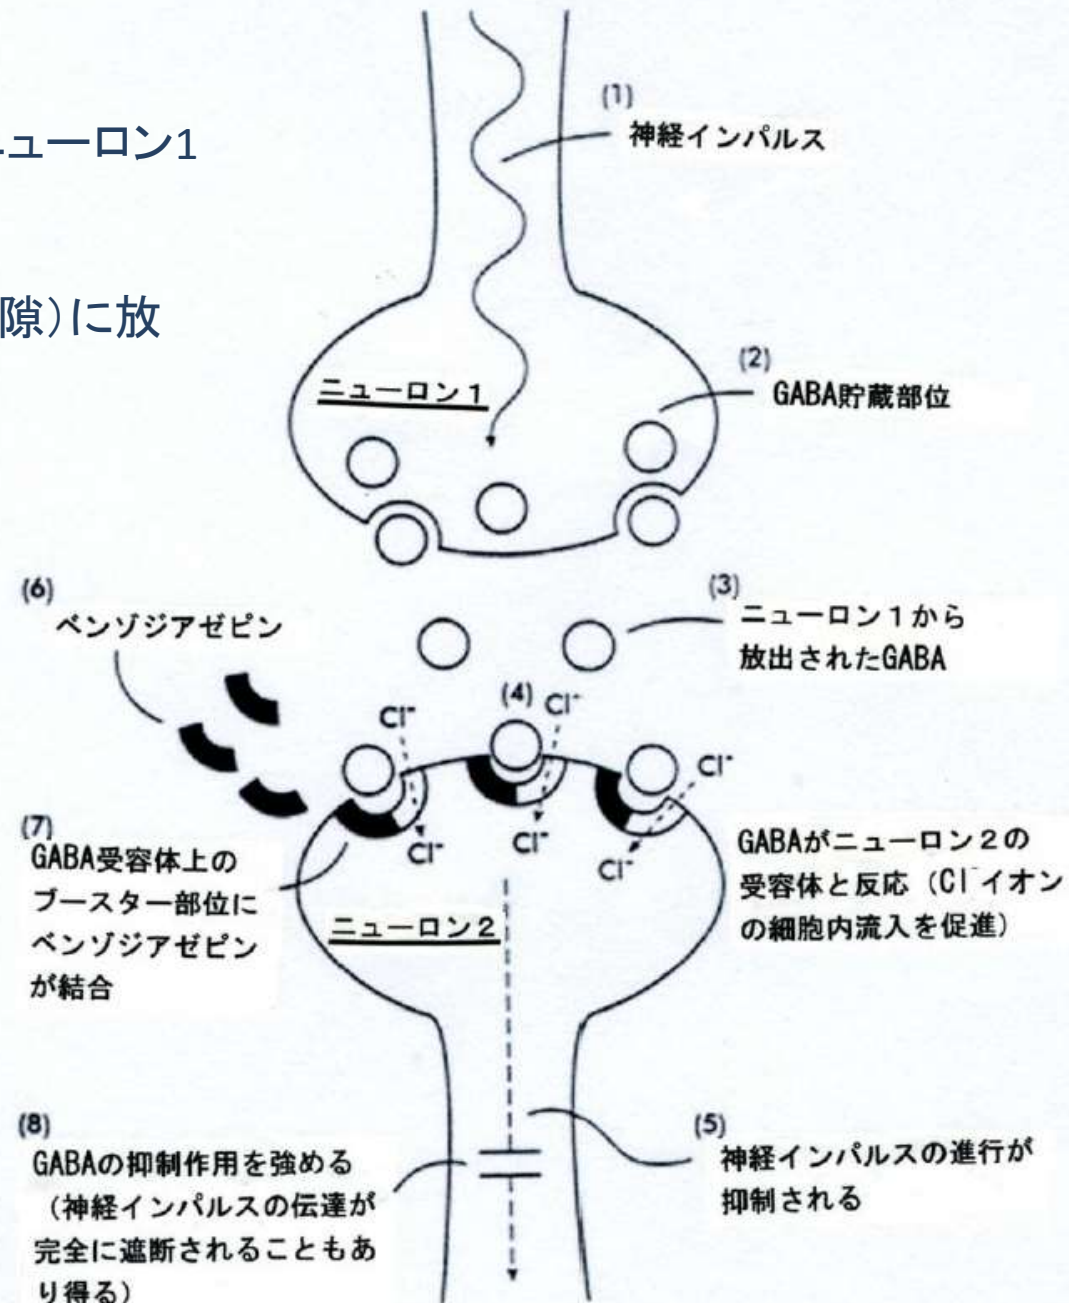 ニューロン1
隙)に放
(1)
神経インパルス
(2)
GABA貯蔵部位
ニューロン1
(3)
ニューロン1から
放出されたGABA
(6)
ベンゾジアゼピン
(4)
Cl⁻
Cl⁻
Cl⁻
Cl⁻
Cl⁻
Cl⁻
(7)
GABA受容体上の
ブースター部位に
ベンゾジアゼピン
が結合
GABAがニューロン2の
受容体と反応(Cl⁻イオン
の細胞内流入を促進)
ニューロン2
(8)
GABAの抑制作用を強める
(神経インパルスの伝達が
完全に遮断されることもあ
り得る)
(5)
神経インパルスの進行が
抑制される